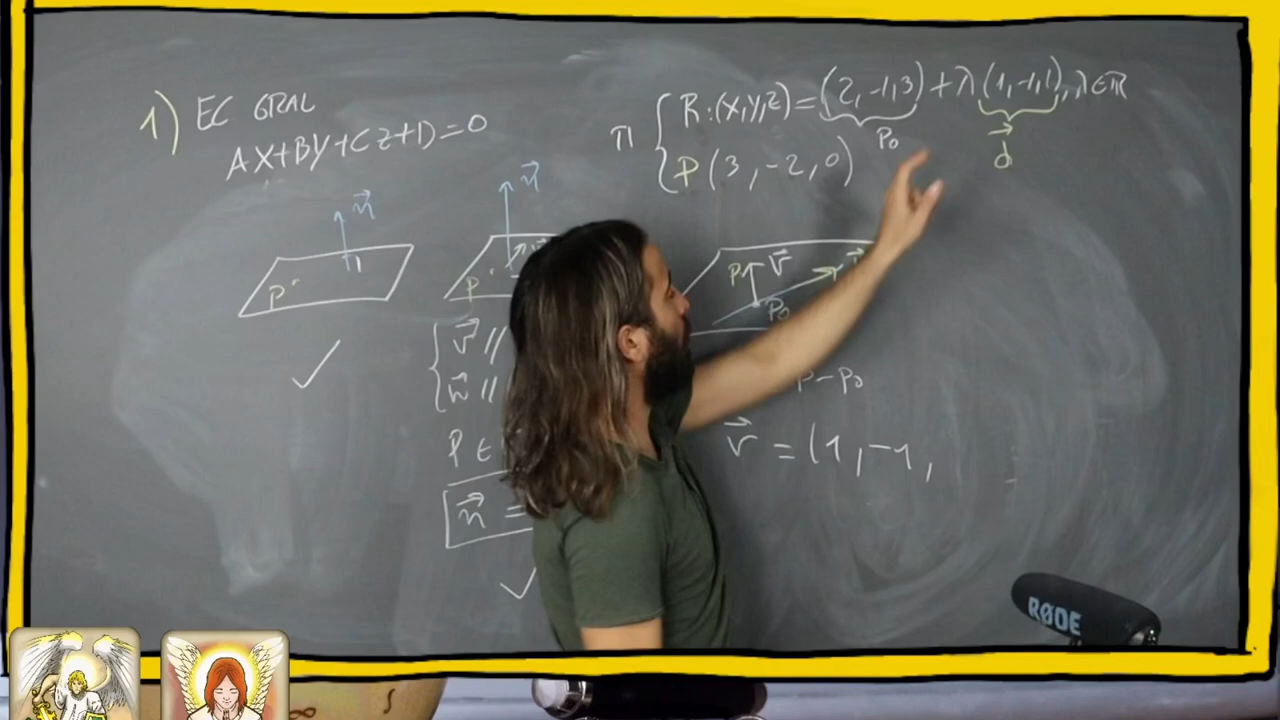 1) EC GRAL
AX+BY+CZ+D=0
π { R:(x,y,z)=(2,-1,3)+λ(1,-1,1), λ∈ℝ
P₀
d⃗
P(3,-2,0)
n⃗
P
n⃗
P
P
v⃗
P₀
v⃗ //
w⃗ //
P ∈
n⃗ =
P-P₀
v⃗ =(1,-1,
RØDE
∞
∫